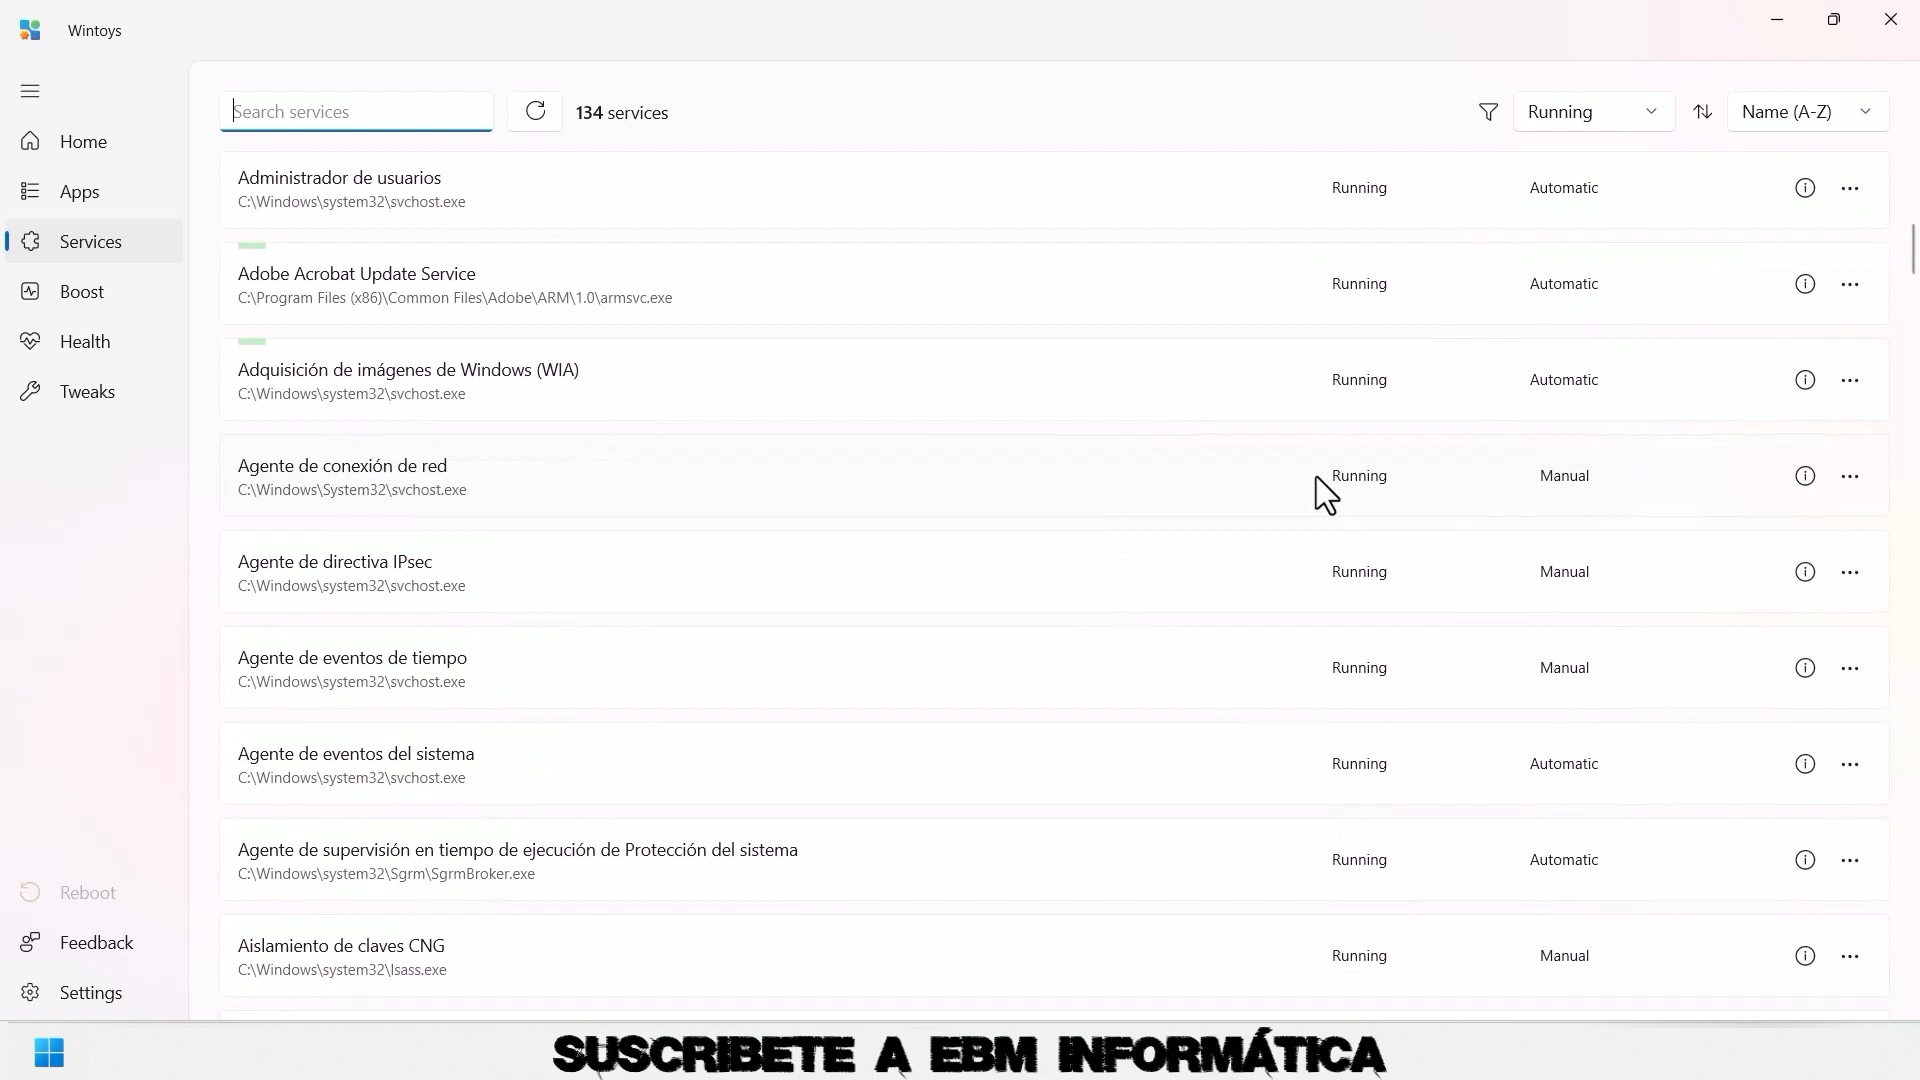 Wintoys
Search services
134 services
Running
Name (A-Z)
Home
Apps
Services
Boost
Health
Tweaks
Reboot
Feedback
Settings
Administrador de usuarios
C:\Windows\system32\svchost.exe
Running
Automatic
Adobe Acrobat Update Service
C:\Program Files (x86)\Common Files\Adobe\ARM\1.0\armsvc.exe
Running
Automatic
Adquisición de imágenes de Windows (WIA)
C:\Windows\system32\svchost.exe
Running
Automatic
Agente de conexión de red
C:\Windows\System32\svchost.exe
Running
Manual
Agente de directiva IPsec
C:\Windows\system32\svchost.exe
Running
Manual
Agente de eventos de tiempo
C:\Windows\system32\svchost.exe
Running
Manual
Agente de eventos del sistema
C:\Windows\system32\svchost.exe
Running
Automatic
Agente de supervisión en tiempo de ejecución de Protección del sistema
C:\Windows\system32\Sgrm\SgrmBroker.exe
Running
Automatic
Aislamiento de claves CNG
C:\Windows\system32\lsass.exe
Running
Manual
SUSCRIBETE A EBM INFORMÁTICA